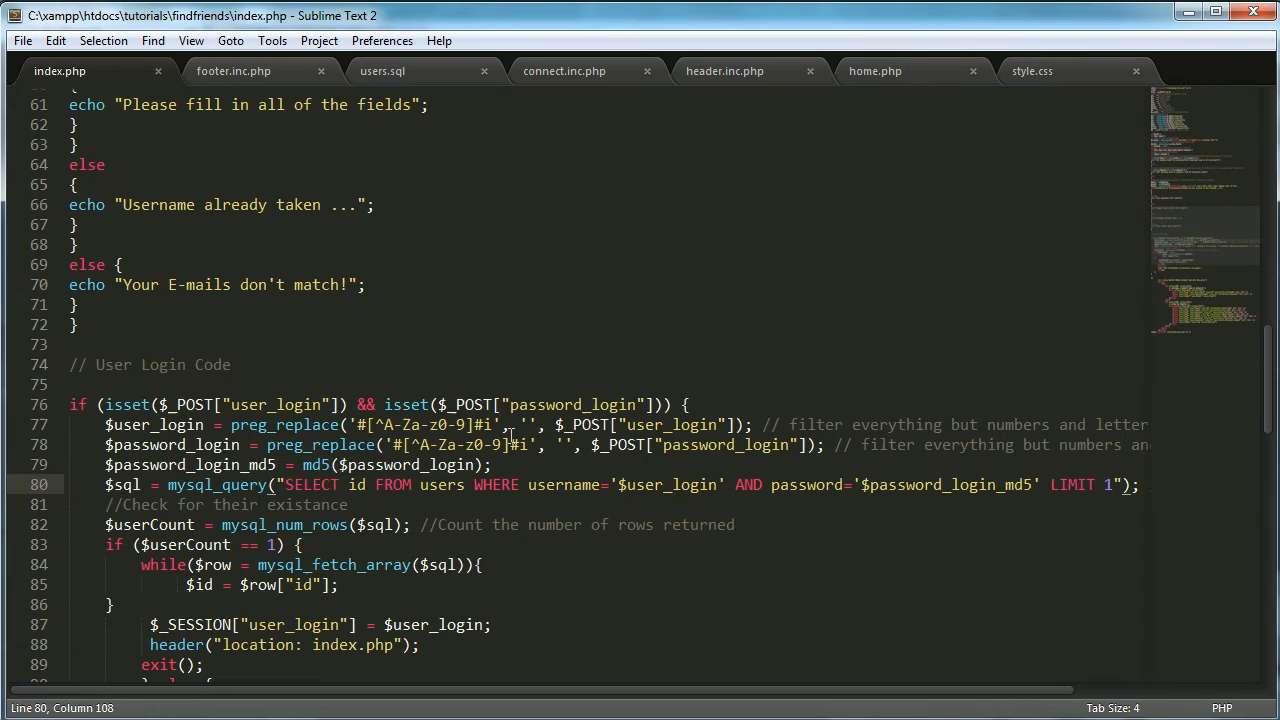 C:\xampp\htdocs\tutorials\findfriends\index.php - Sublime Text 2
File Edit Selection Find View Goto Tools Project Preferences Help
index.php × footer.inc.php × users.sql × connect.inc.php × header.inc.php × home.php × style.css ×
61 echo "Please fill in all of the fields";
62 }
63 }
64 else
65 {
66 echo "Username already taken ...";
67 }
68 }
69 else {
70 echo "Your E-mails don't match!";
71 }
72 }
73
74 // User Login Code
75
76 if (isset($_POST["user_login"]) && isset($_POST["password_login"])) {
77 $user_login = preg_replace('#[^A-Za-z0-9]#i', '', $_POST["user_login"]); // filter everything but numbers and letter
78 $password_login = preg_replace('#[^A-Za-z0-9]#i', '', $_POST["password_login"]); // filter everything but numbers an
79 $password_login_md5 = md5($password_login);
80 $sql = mysql_query("SELECT id FROM users WHERE username='$user_login' AND password='$password_login_md5' LIMIT 1");
81 //Check for their existance
82 $userCount = mysql_num_rows($sql); //Count the number of rows returned
83 if ($userCount == 1) {
84 while($row = mysql_fetch_array($sql)){
85 $id = $row["id"];
86 }
87 $_SESSION["user_login"] = $user_login;
88 header("location: index.php");
89 exit();
Line 80, Column 108 Tab Size: 4 PHP